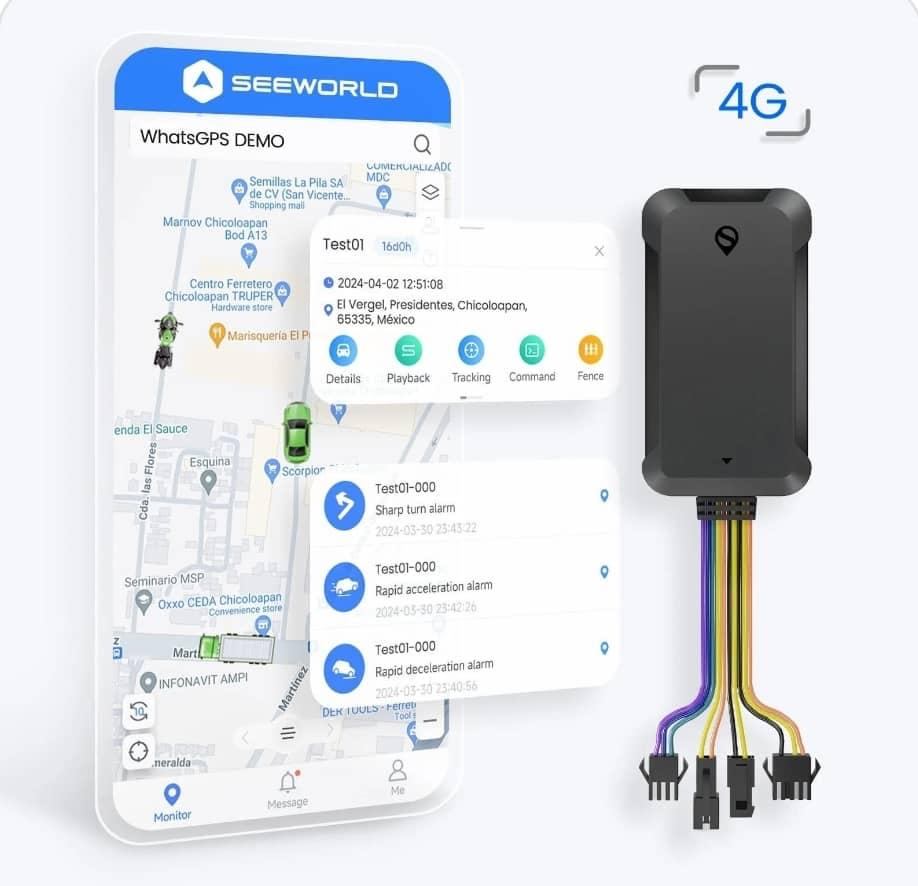 SEEWORLD
4G
WhatsGPS DEMO
COMERCIALIZADO
MDC
Semillas La Pila SA
de CV (San Vicente...
Shopping mall
Marnov Chicoloapan
Bod A13
Centro Ferretero
Chicoloapan TRUPER
Hardware store
Marisquería El P
Test01
16d0h
2024-04-02 12:51:08
El Vergel, Presidentes, Chicoloapan,
65335, México
Details
Playback
Tracking
Command
Fence
enda El Sauce
Esquina
Cda. las Flores
Scorpion
Test01-000
Sharp turn alarm
2024-03-30 23:43:22
Test01-000
Rapid acceleration alarm
2024-03-30 23:42:26
Test01-000
Rapid deceleration alarm
2024-03-30 23:40:56
Seminario MSP
Oxxo CEDA Chicoloapan
Convenience store
Mart
INFONAVIT AMPI
Martínez
DER TOOLS - Ferrete
Tool s
10
meralda
Monitor
Message
Me